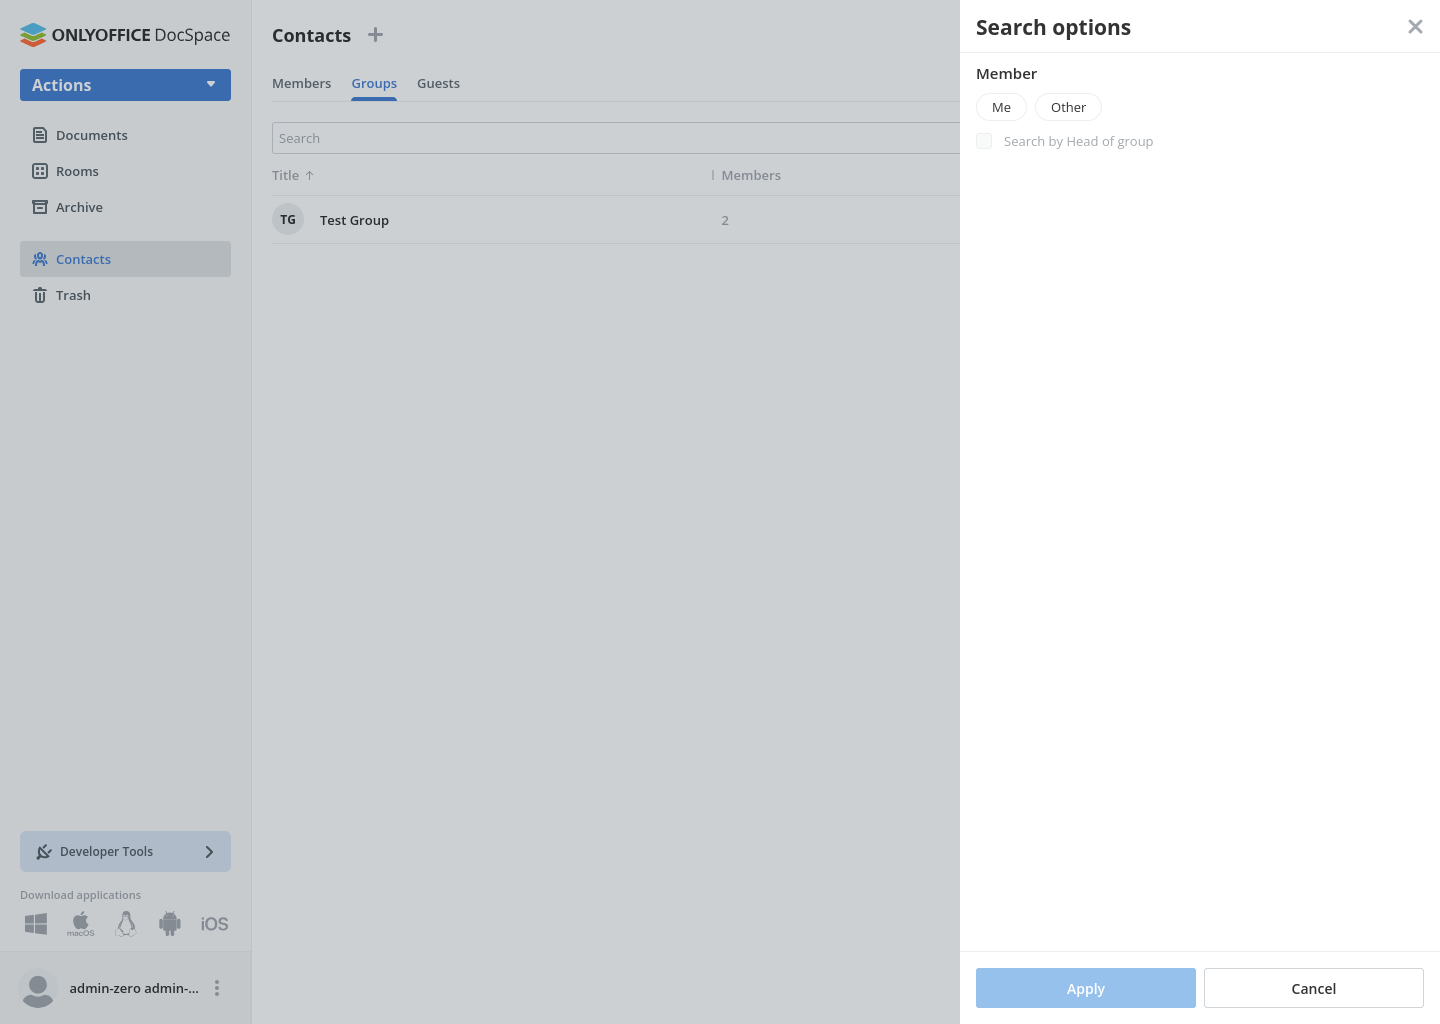 ONLYOFFICE DocSpace
Actions
Documents
Rooms
Archive
Contacts
Trash
Developer Tools
Download applications
macOS
iOS
admin-zero admin-...
Contacts
Members Groups Guests
Search
Title Members
TG Test Group 2
Search options
Member
Me Other
Search by Head of group
Apply Cancel